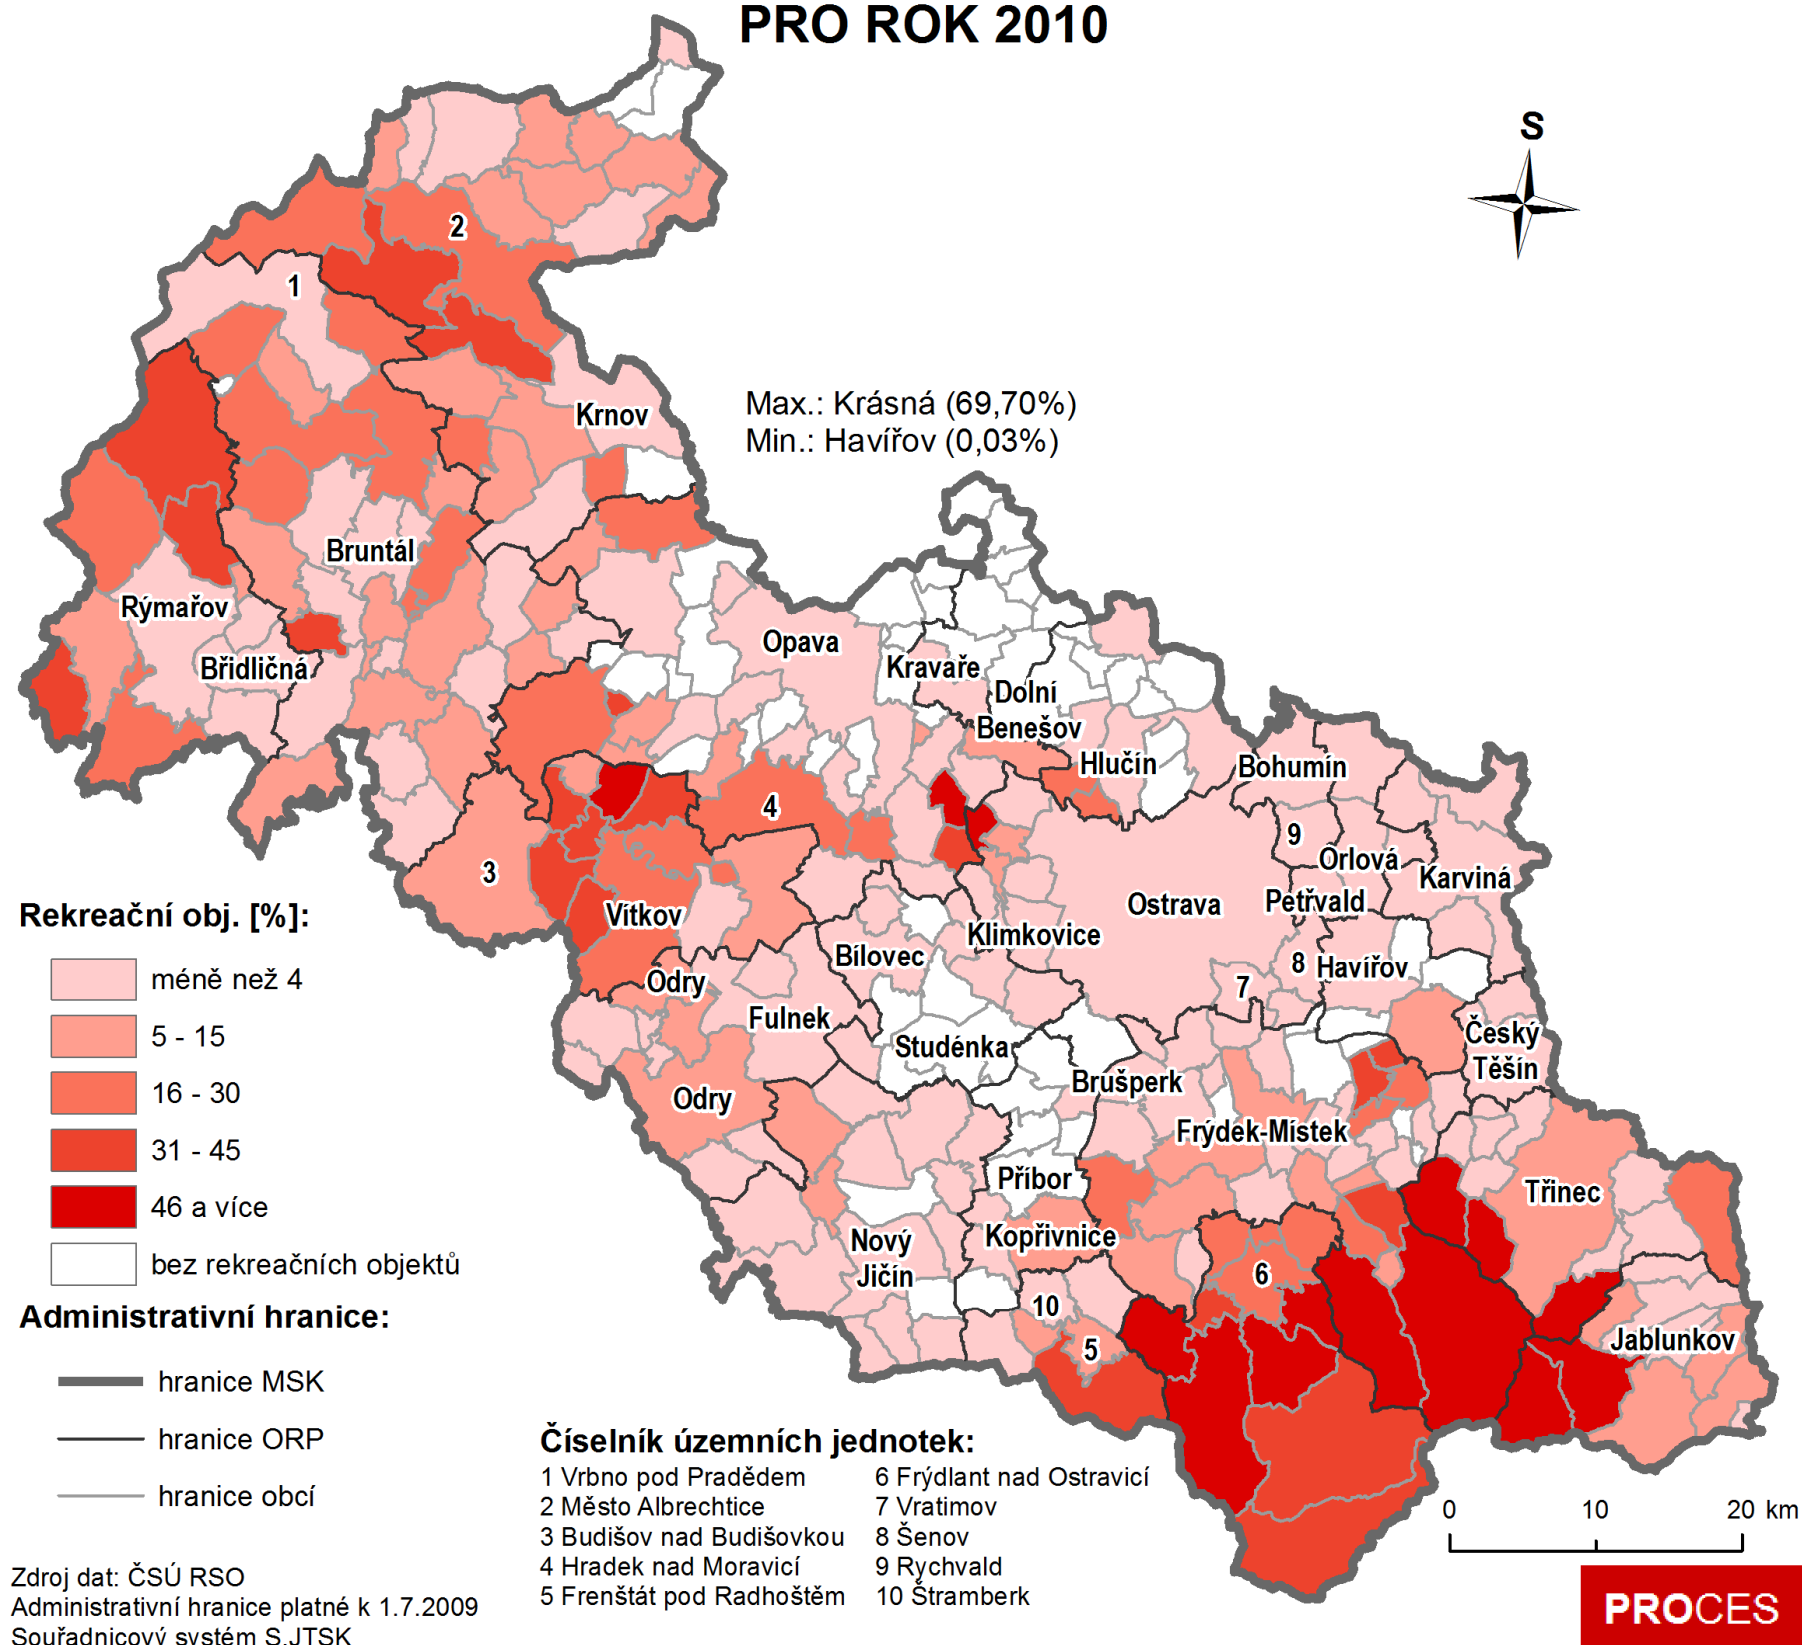 PRO ROK 2010
S
2
1
Max.: Krásná (69,70%)
Min.: Havířov (0,03%)
Krnov
Bruntál
Rýmařov
Břidličná
Opava
Kravaře
Dolní
Benešov
Hlučín
Bohumín
4
3
9
Orlová
Karviná
Petřvald
Ostrava
Vítkov
Klimkovice
Bílovec
8
Havířov
7
Odry
Fulnek
Studénka
Český
Těšín
Brušperk
Odry
Frýdek-Místek
Příbor
Třinec
Kopřivnice
Nový
Jičín
6
10
5
Jablunkov
Rekreační obj. [%]:
méně než 4
5 - 15
16 - 30
31 - 45
46 a více
bez rekreačních objektů
Administrativní hranice:
hranice MSK
hranice ORP
hranice obcí
Číselník územních jednotek:
1 Vrbno pod Pradědem
2 Město Albrechtice
3 Budišov nad Budišovkou
4 Hradek nad Moravicí
5 Frenštát pod Radhoštěm
6 Frýdlant nad Ostravicí
7 Vratimov
8 Šenov
9 Rychvald
10 Štramberk
0 10 20 km
Zdroj dat: ČSÚ RSO
Administrativní hranice platné k 1.7.2009
Souřadnicový systém S.JTSK
PROCES